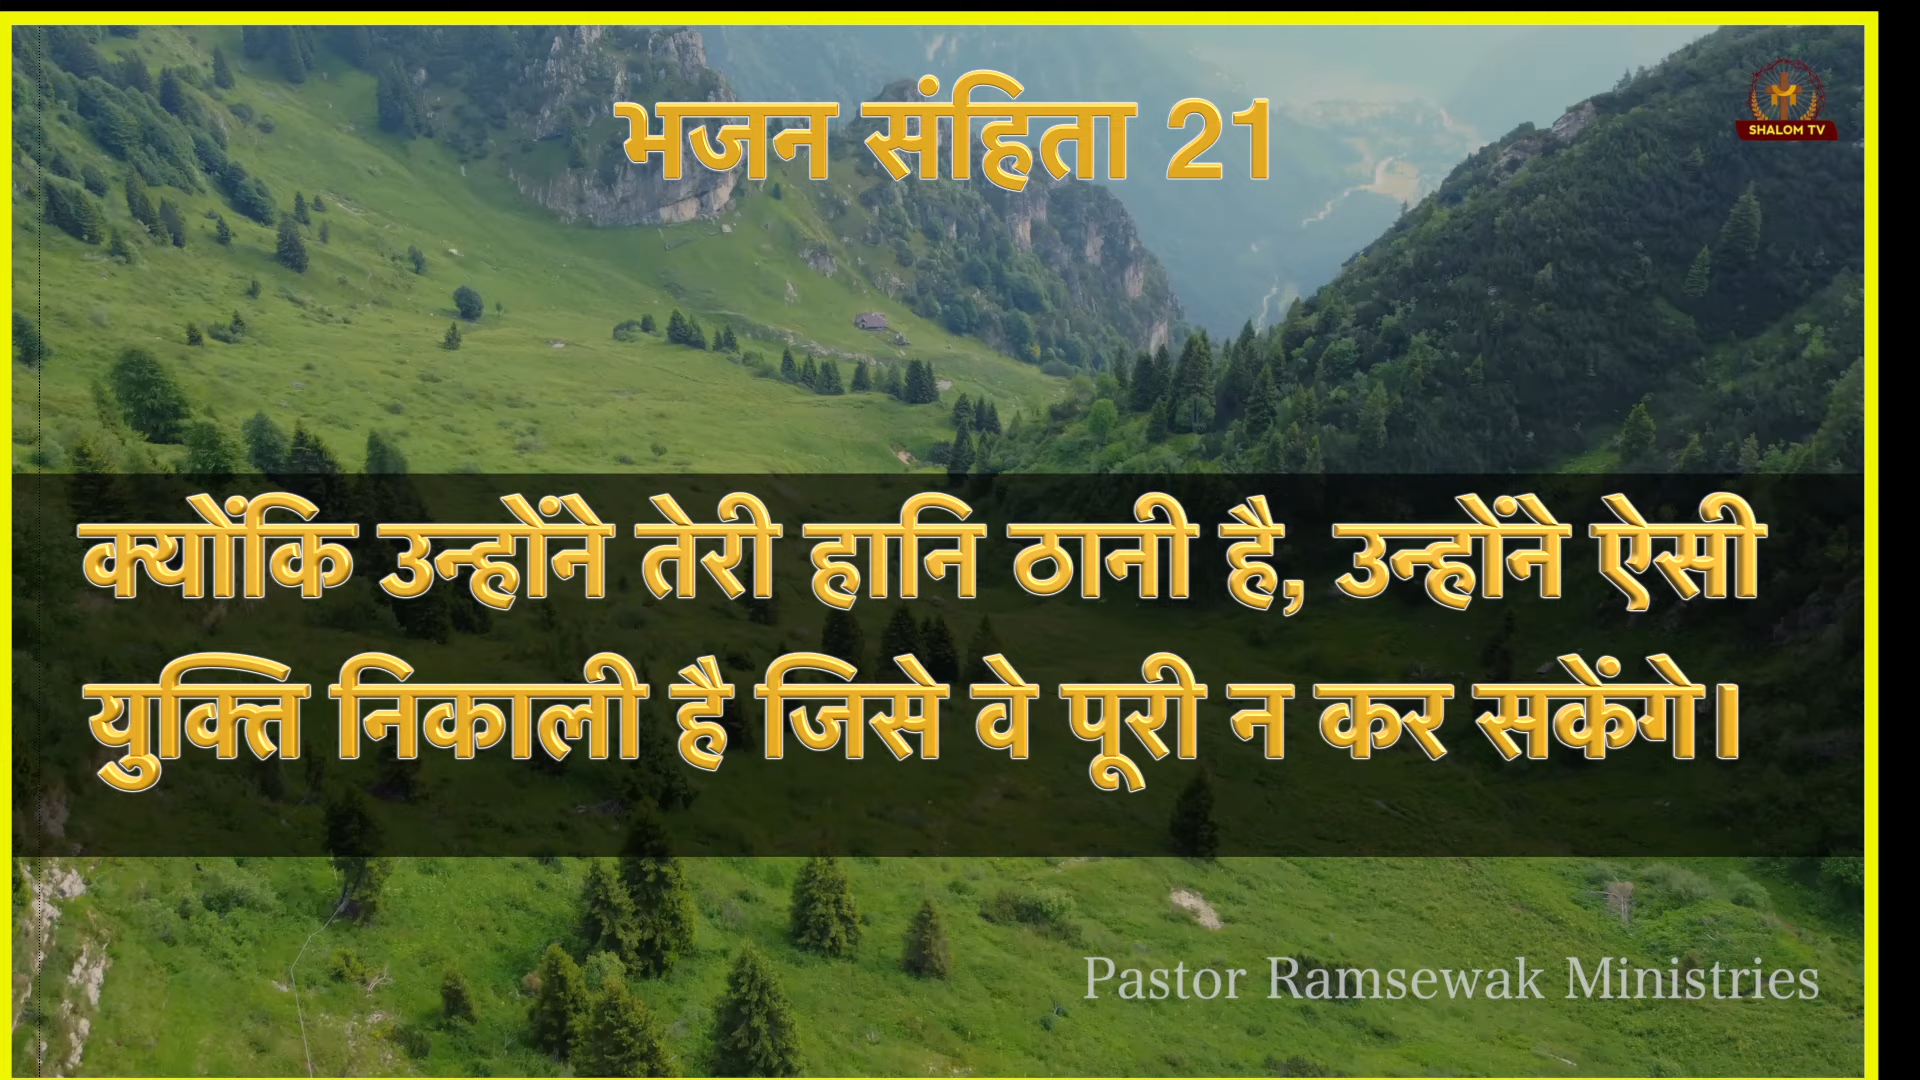 भजन संहिता 21
SHALOM TV
क्योंकि उन्होंने तेरी हानि ठानी है, उन्होंने ऐसी
युक्ति निकाली है जिसे वे पूरी न कर सकेंगे।
Pastor Ramsewak Ministries